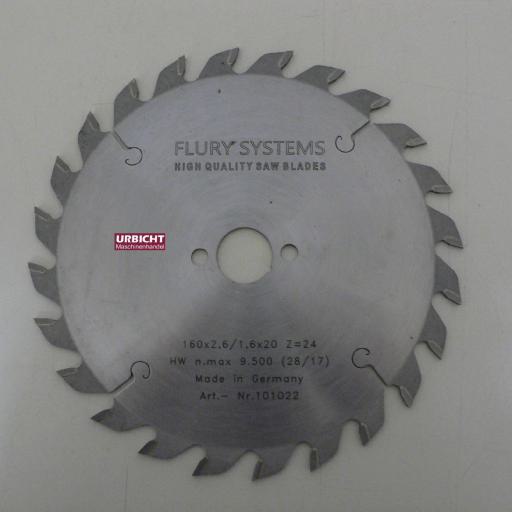 FLURY SYSTEMS
HIGH QUALITY SAW BLADES
URBICHT
Maschinenhandel
160x2,6/1,6x20 Z=24
HW n.max 9.500 (28/17)
Made in Germany
Art.- Nr.101022